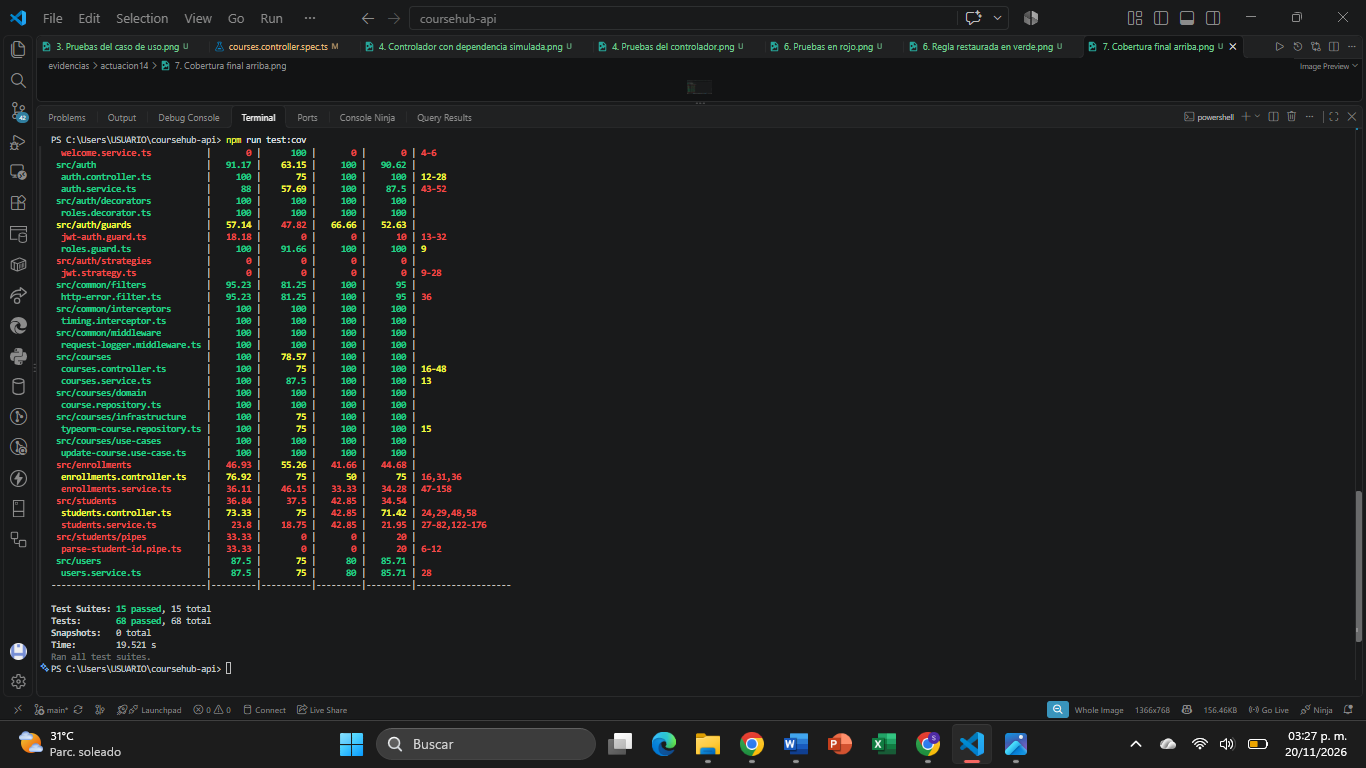 File Edit Selection View Go Run ··· coursehub-api
3. Pruebas del caso de uso.png U courses.controller.spec.ts M 4. Controlador con dependencia simulada.png U 4. Pruebas del controlador.png U 6. Pruebas en rojo.png U 6. Regla restaurada en verde.png U 7. Cobertura final arriba.png U
evidencias > actuacion14 > 7. Cobertura final arriba.png Image Preview
Problems Output Debug Console Terminal Ports Console Ninja Query Results powershell
PS C:\Users\USUARIO\coursehub-api> npm run test:cov
welcome.service.ts | 0 | 100 | 0 | 0 | 4-6
src/auth | 91.17 | 63.15 | 100 | 90.62 |
auth.controller.ts | 100 | 75 | 100 | 100 | 12-28
auth.service.ts | 88 | 57.69 | 100 | 87.5 | 43-52
src/auth/decorators | 100 | 100 | 100 | 100 |
roles.decorator.ts | 100 | 100 | 100 | 100 |
src/auth/guards | 57.14 | 47.82 | 66.66 | 52.63 |
jwt-auth.guard.ts | 18.18 | 0 | 0 | 10 | 13-32
roles.guard.ts | 100 | 91.66 | 100 | 100 | 9
src/auth/strategies | 0 | 0 | 0 | 0 |
jwt.strategy.ts | 0 | 0 | 0 | 0 | 9-28
src/common/filters | 95.23 | 81.25 | 100 | 95 |
http-error.filter.ts | 95.23 | 81.25 | 100 | 95 | 36
src/common/interceptors | 100 | 100 | 100 | 100 |
timing.interceptor.ts | 100 | 100 | 100 | 100 |
src/common/middleware | 100 | 100 | 100 | 100 |
request-logger.middleware.ts | 100 | 100 | 100 | 100 |
src/courses | 100 | 78.57 | 100 | 100 |
courses.controller.ts | 100 | 75 | 100 | 100 | 16-48
courses.service.ts | 100 | 87.5 | 100 | 100 | 13
src/courses/domain | 100 | 100 | 100 | 100 |
course.repository.ts | 100 | 100 | 100 | 100 |
src/courses/infrastructure | 100 | 75 | 100 | 100 |
typeorm-course.repository.ts | 100 | 75 | 100 | 100 | 15
src/courses/use-cases | 100 | 100 | 100 | 100 |
update-course.use-case.ts | 100 | 100 | 100 | 100 |
src/enrollments | 46.93 | 55.26 | 41.66 | 44.68 |
enrollments.controller.ts | 76.92 | 75 | 50 | 75 | 16,31,36
enrollments.service.ts | 36.11 | 46.15 | 33.33 | 34.28 | 47-158
src/students | 36.84 | 37.5 | 42.85 | 34.54 |
students.controller.ts | 73.33 | 75 | 42.85 | 71.42 | 24,29,48,58
students.service.ts | 23.8 | 18.75 | 42.85 | 21.95 | 27-82,122-176
src/students/pipes | 33.33 | 0 | 0 | 20 |
parse-student-id.pipe.ts | 33.33 | 0 | 0 | 20 | 6-12
src/users | 87.5 | 75 | 80 | 85.71 |
users.service.ts | 87.5 | 75 | 80 | 85.71 | 28
-------------------------------|---------|----------|---------|---------|-------------------
Test Suites: 15 passed, 15 total
Tests: 68 passed, 68 total
Snapshots: 0 total
Time: 19.521 s
Ran all test suites.
PS C:\Users\USUARIO\coursehub-api>
42
main* Launchpad 0 0 Connect Live Share Whole Image 1366x768 156.46KB Go Live Ninja
31°C
Parc. soleado
Buscar
03:27 p. m.
20/11/2026